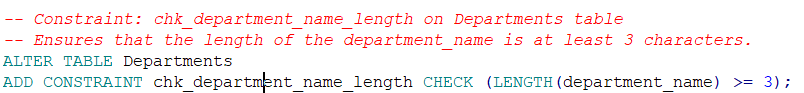 -- Constraint: chk_department_name_length on Departments table
-- Ensures that the length of the department_name is at least 3 characters.
ALTER TABLE Departments
ADD CONSTRAINT chk_department_name_length CHECK (LENGTH(department_name) >= 3);